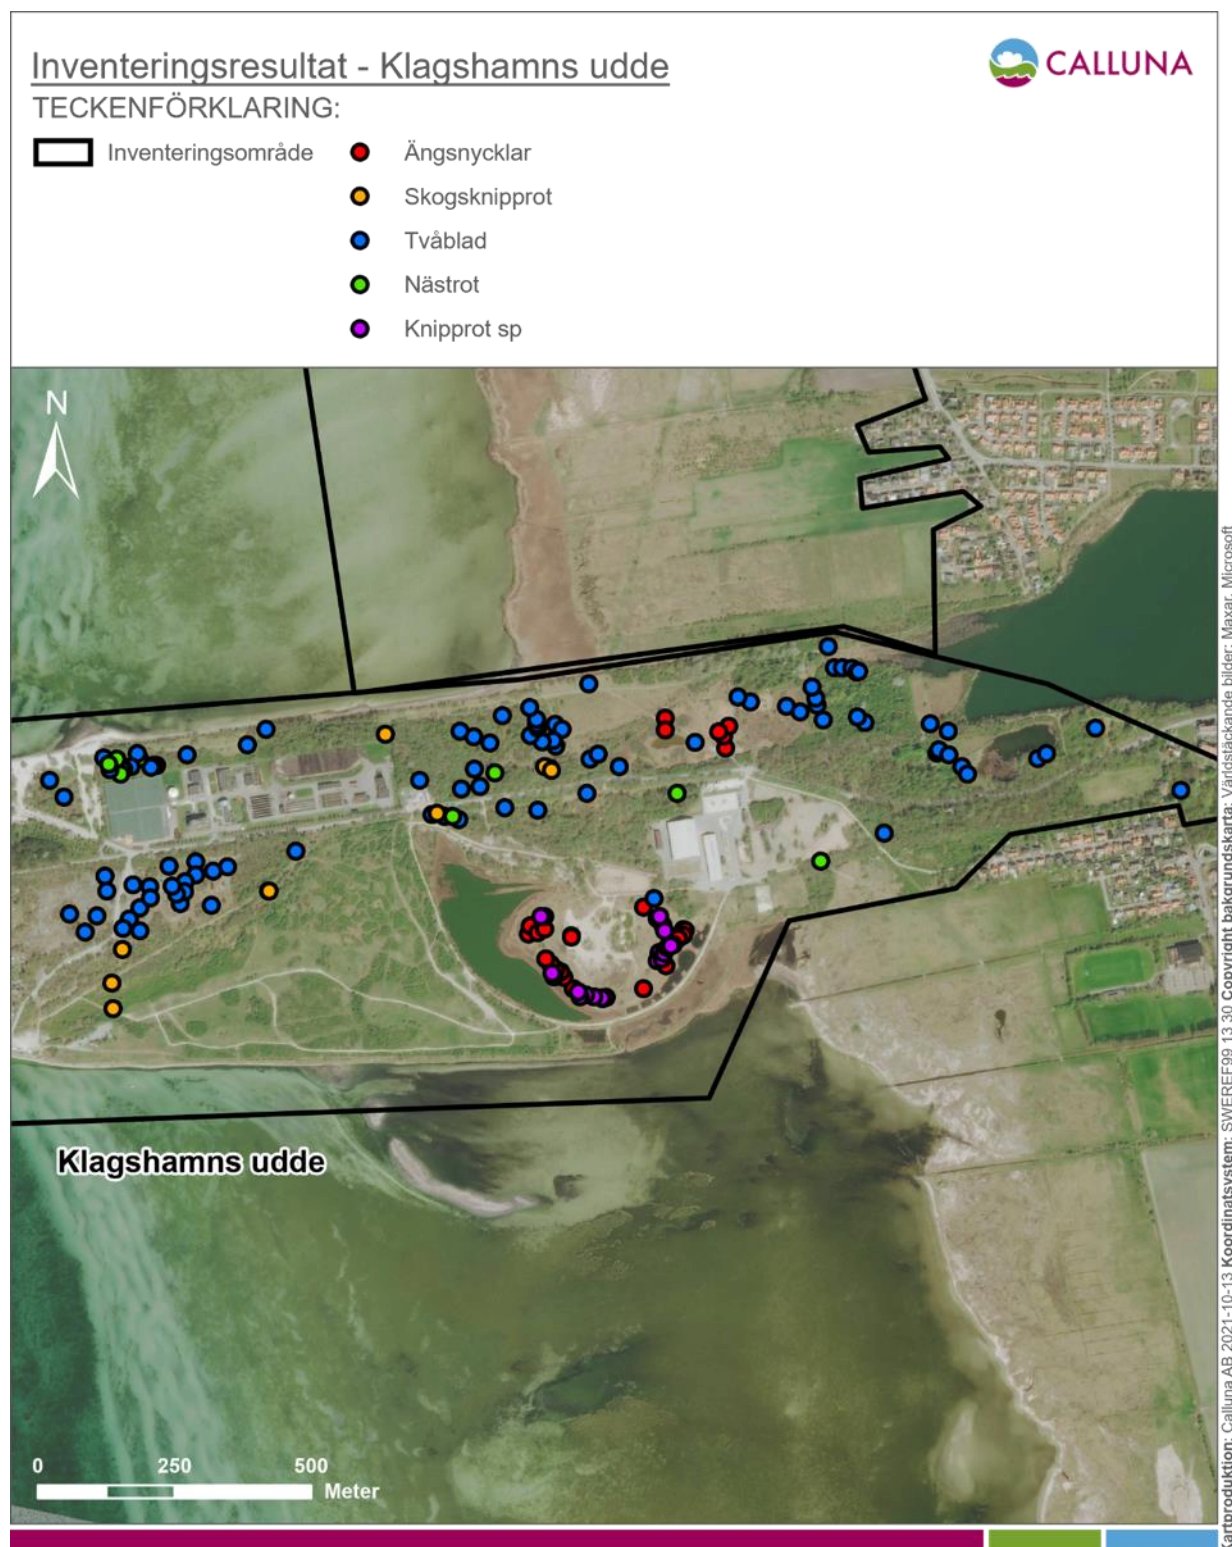 Inventeringsresultat - Klagshamns udde
CALLUNA
TECKENFÖRKLARING:
Inventeringsområde
Ängsnycklar
Skogsknipprot
Tvåblad
Nästrot
Knipprot sp
N
Klagshamns udde
0 250 500
Meter
Kartproduktion: Calluna AB 2021-10-13 Koordinatsystem: SWEREF99 13 30 Copyright bakgrundskarta: Världstäckande bilder: Maxar, Microsoft